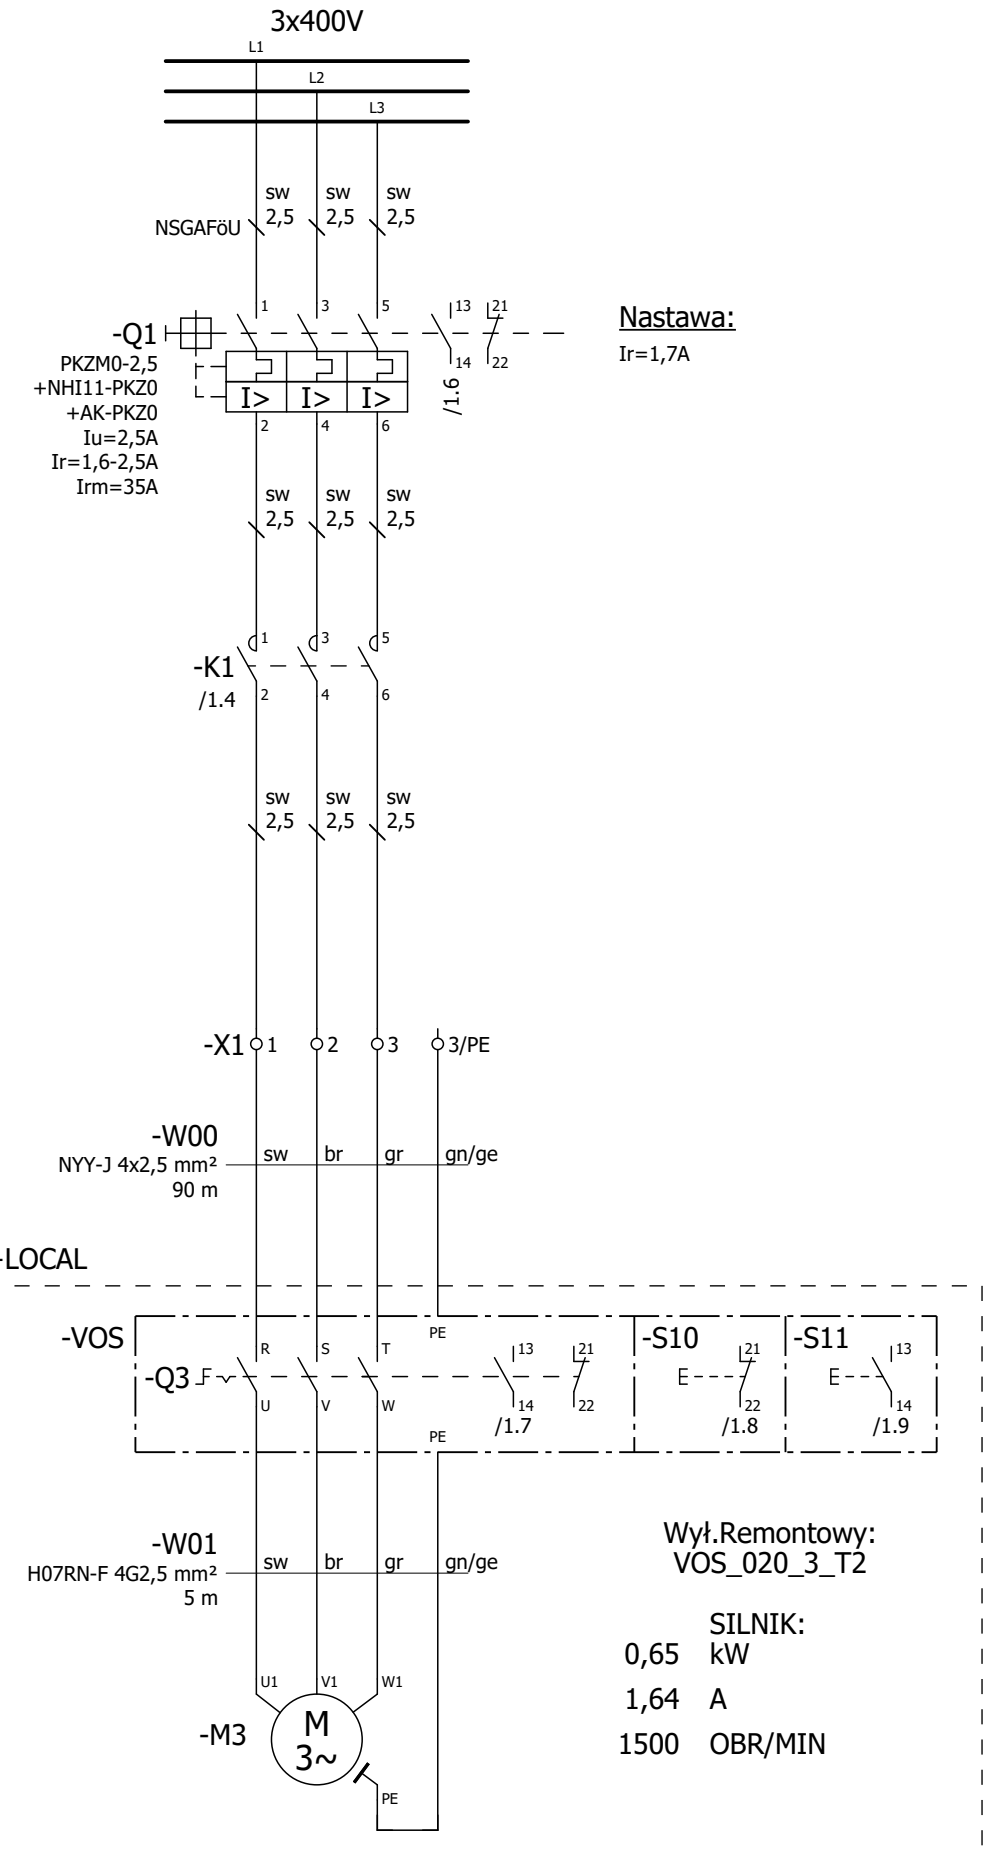 3x400V
L1
L2
L3
sw sw sw
NSGAFöU 2,5 2,5 2,5
1 3 5 13 21
-Q1
PKZM0-2,5
+NHI11-PKZ0
+AK-PKZ0
Iu=2,5A
Ir=1,6-2,5A
Irm=35A
I> I> I>
14 22
/1.6
2 4 6
Nastawa:
Ir=1,7A
sw sw sw
2,5 2,5 2,5
1 3 5
-K1
/1.4
2 4 6
sw sw sw
2,5 2,5 2,5
-X1 1 2 3 3/PE
-W00
NYY-J 4x2,5 mm²
90 m
sw br gr gn/ge
-LOCAL
-VOS
PE
R S T 13 21
-Q3
U V W 14 22
/1.7
PE
-S10
21
E
22
/1.8
-S11
13
E
14
/1.9
-W01
H07RN-F 4G2,5 mm²
5 m
sw br gr gn/ge
Wył.Remontowy:
VOS_020_3_T2
SILNIK:
0,65 kW
1,64 A
1500 OBR/MIN
U1 V1 W1
-M3
M
3~
PE